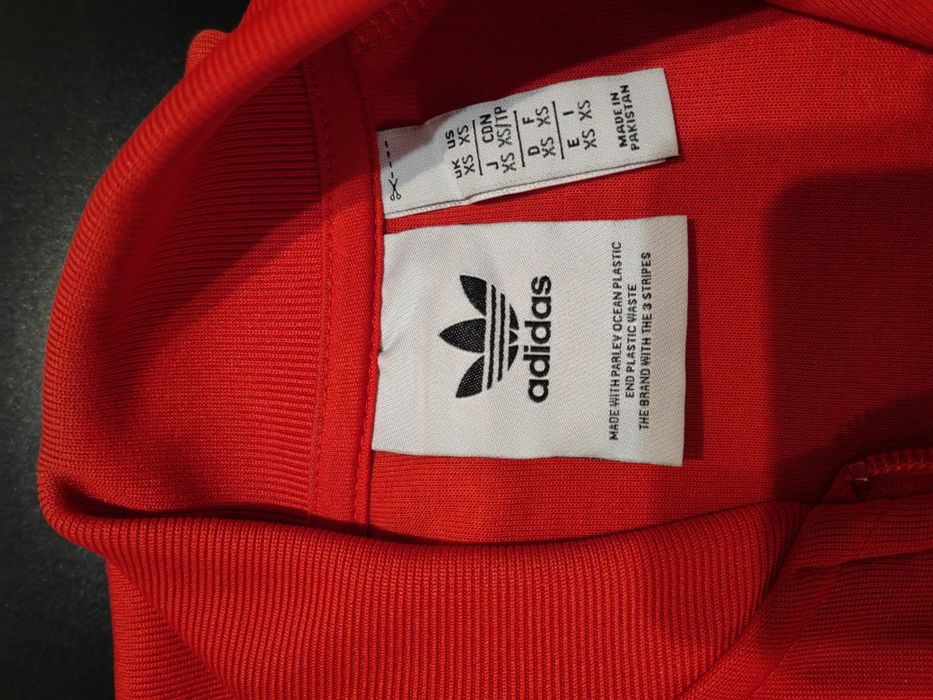 UK US
XS XS
J CDN
XS XS/TP
D F
XS XS
E I
XS XS
MADE IN
PAKISTAN
adidas
MADE WITH PARLEY OCEAN PLASTIC
END PLASTIC WASTE
THE BRAND WITH THE 3 STRIPES